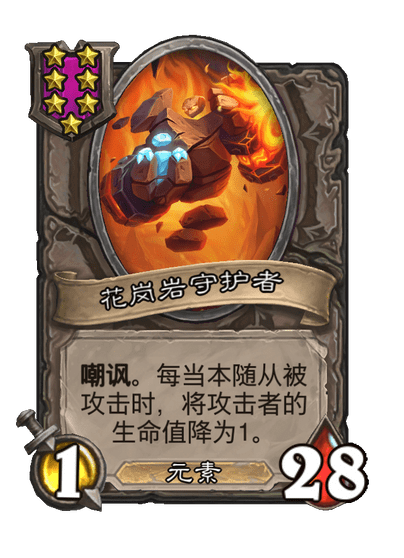 花岗岩守护者
嘲讽。每当本随从被
攻击时，将攻击者的
生命值降为1。
元素
1
28